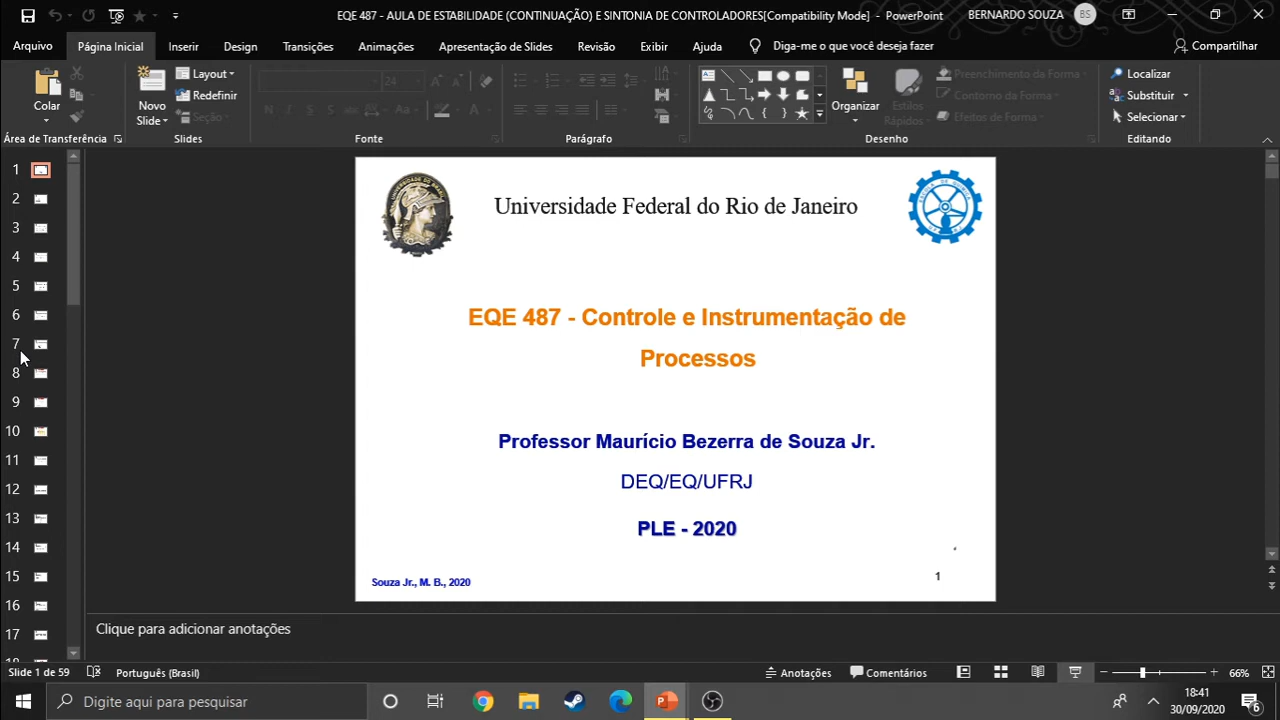 EQE 487 - AULA DE ESTABILIDADE (CONTINUAÇÃO) E SINTONIA DE CONTROLADORES[Compatibility Mode] - PowerPoint
BERNARDO SOUZA BS
Arquivo Página Inicial Inserir Design Transições Animações Apresentação de Slides Revisão Exibir Ajuda Diga-me o que você deseja fazer Compartilhar
Colar
Novo Slide
Layout
Redefinir
Seção
24
N I S S abc AV Aa A
Organizar
Estilos Rápidos
Preenchimento da Forma
Contorno da Forma
Efeitos de Forma
Localizar
Substituir
Selecionar
Área de Transferência Slides Fonte Parágrafo Desenho Editando
1
2
3
4
5
6
7
8
9
10
11
12
13
14
15
16
17
Universidade Federal do Rio de Janeiro
EQE 487 - Controle e Instrumentação de
Processos
Professor Maurício Bezerra de Souza Jr.
DEQ/EQ/UFRJ
PLE - 2020
Souza Jr., M. B., 2020
1
Clique para adicionar anotações
Slide 1 de 59 Português (Brasil) Anotações Comentários 66%
Digite aqui para pesquisar
18:41
30/09/2020
6